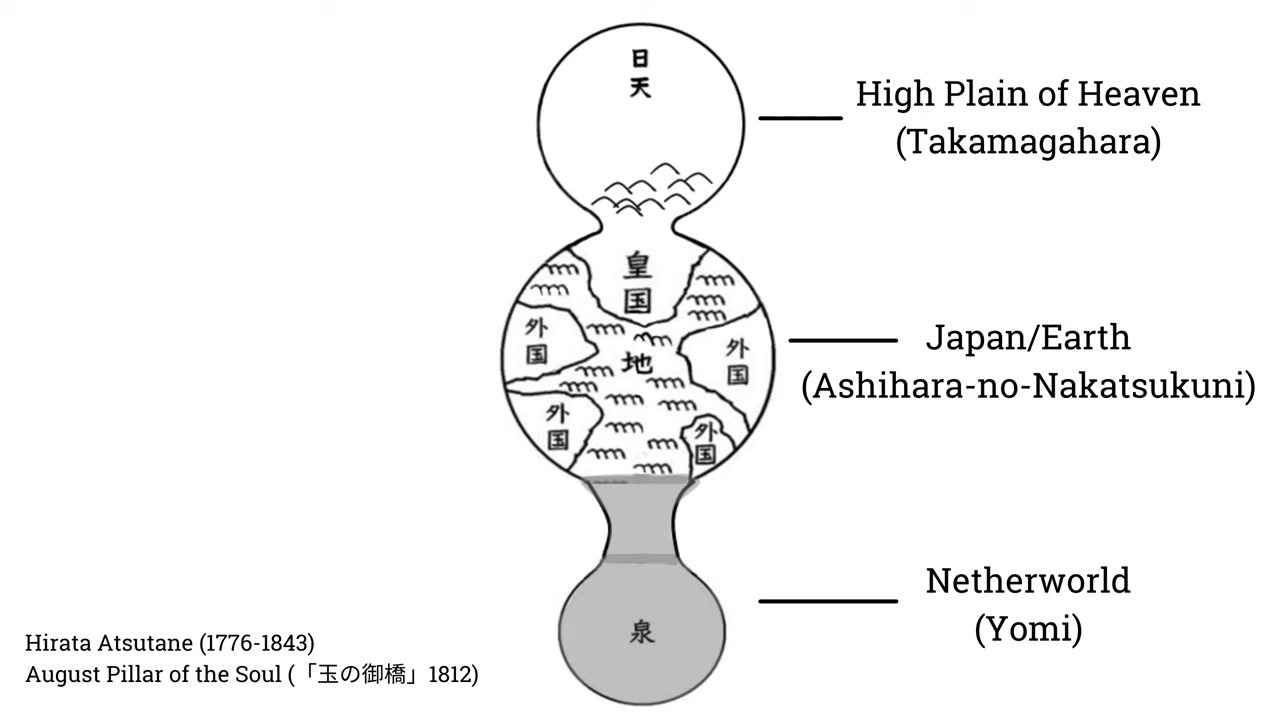 日
天
High Plain of Heaven
(Takamagahara)
皇
国
外
国
地
外
国
外
国
外
国
Japan/Earth
(Ashihara-no-Nakatsukuni)
泉
Netherworld
(Yomi)
Hirata Atsutane (1776-1843)
August Pillar of the Soul (「玉の御橋」1812)